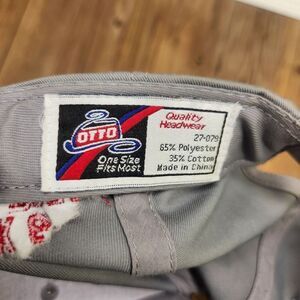 OTTO
One Size
Fits Most
Quality
Headwear
27-079
65% Polyester
35% Cotton
Made in China